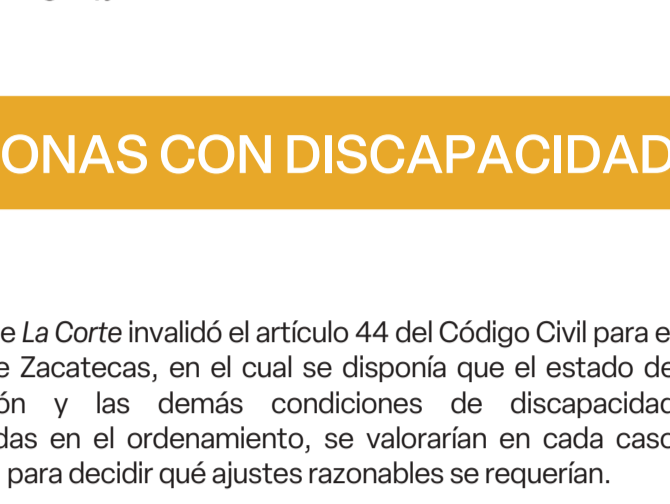 ONAS CON DISCAPACIDAD
e La Corte invalidó el artículo 44 del Código Civil para e
e Zacatecas, en el cual se disponía que el estado de
ón y las demás condiciones de discapacidad
das en el ordenamiento, se valorarían en cada caso
para decidir qué ajustes razonables se requerían.